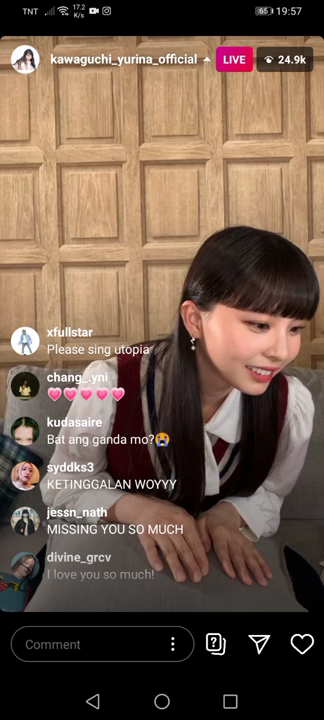 TNT 17.2 K/s 65 19:57
kawaguchi_yurina_official LIVE 24.9k
xfullstar
Please sing utopia
chang_.yni
💗💗💗💗💗
kudasaire
Bat ang ganda mo?😭
syddks3
KETINGGALAN WOYYY
jessn_nath
MISSING YOU SO MUCH
divine_grcv
I love you so much!
Comment